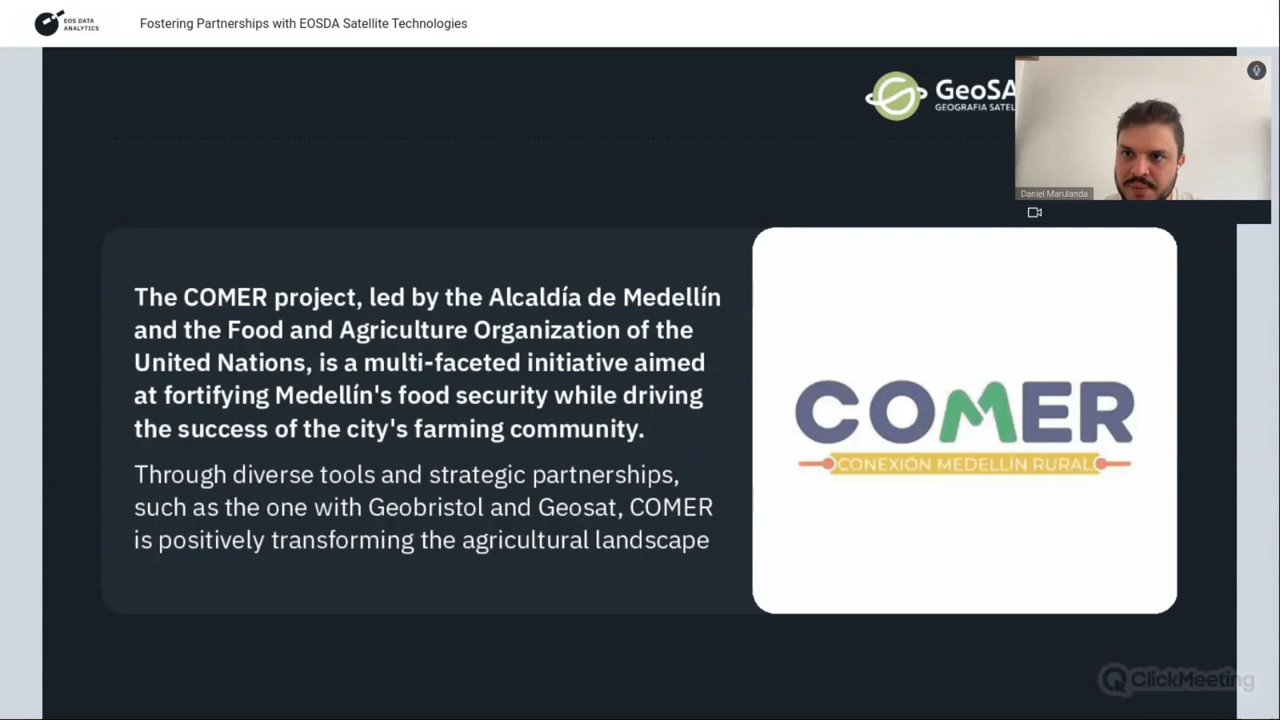 EOS DATA
ANALYTICS
Fostering Partnerships with EOSDA Satellite Technologies
GeoSA
GEOGRAFIA SATEL
Daniel Marulanda
The COMER project, led by the Alcaldía de Medellín
and the Food and Agriculture Organization of the
United Nations, is a multi-faceted initiative aimed
at fortifying Medellín's food security while driving
the success of the city's farming community.
Through diverse tools and strategic partnerships,
such as the one with Geobristol and Geosat, COMER
is positively transforming the agricultural landscape
COMER
CONEXIÓN MEDELLÍN RURAL
ClickMeeting